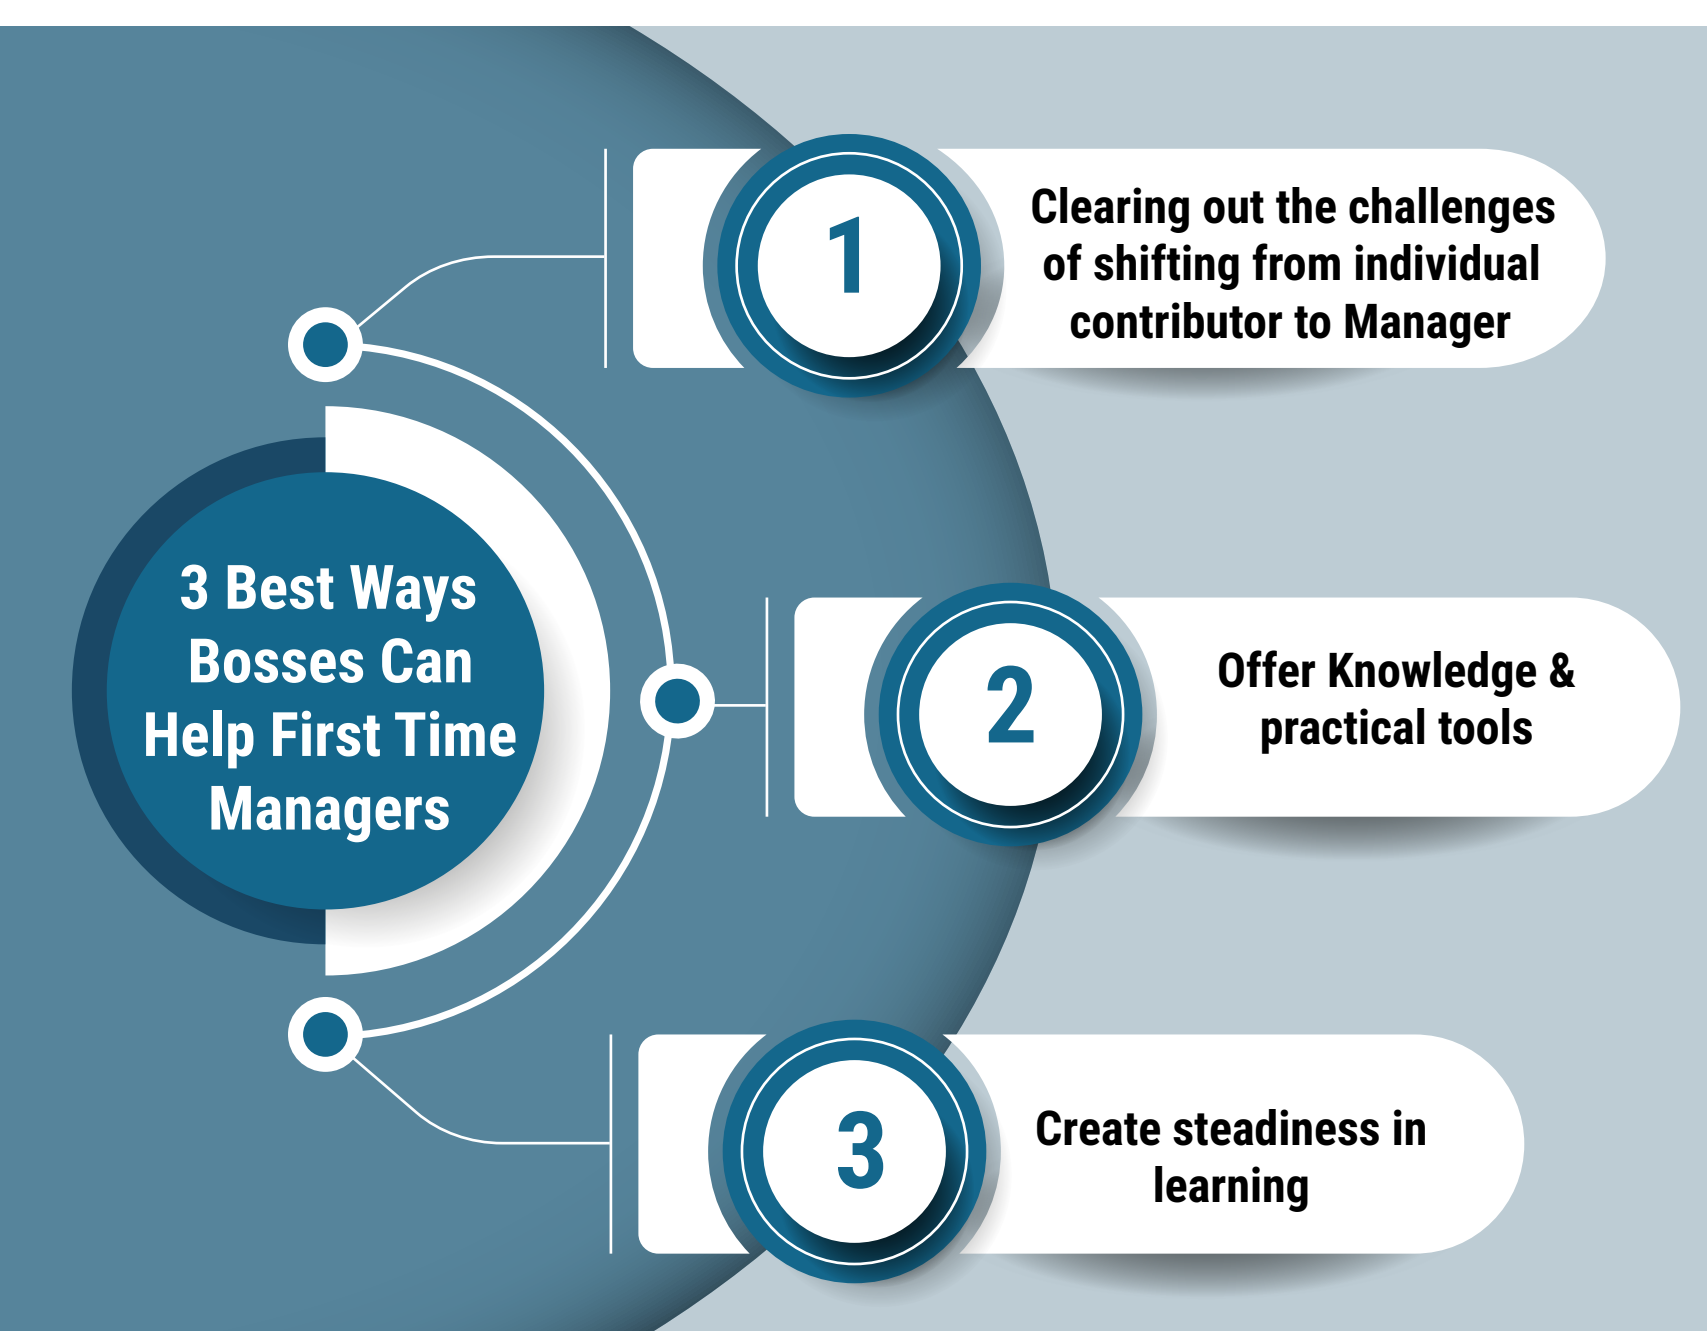 3 Best Ways
Bosses Can
Help First Time
Managers
1
Clearing out the challenges
of shifting from individual
contributor to Manager
2
Offer Knowledge &
practical tools
3
Create steadiness in
learning